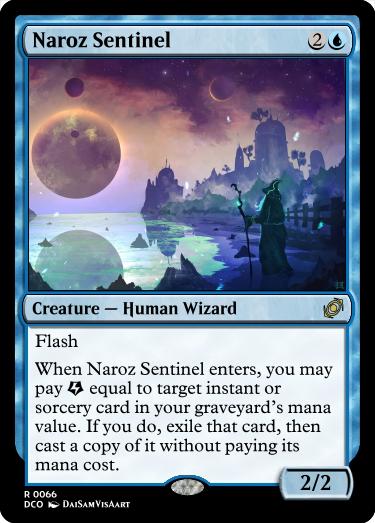 Naroz Sentinel 2
Creature — Human Wizard
Flash
When Naroz Sentinel enters, you may
pay equal to target instant or
sorcery card in your graveyard's mana
value. If you do, exile that card, then
cast a copy of it without paying its
mana cost.
2/2
R 0066
DCO DaiSamVisAart